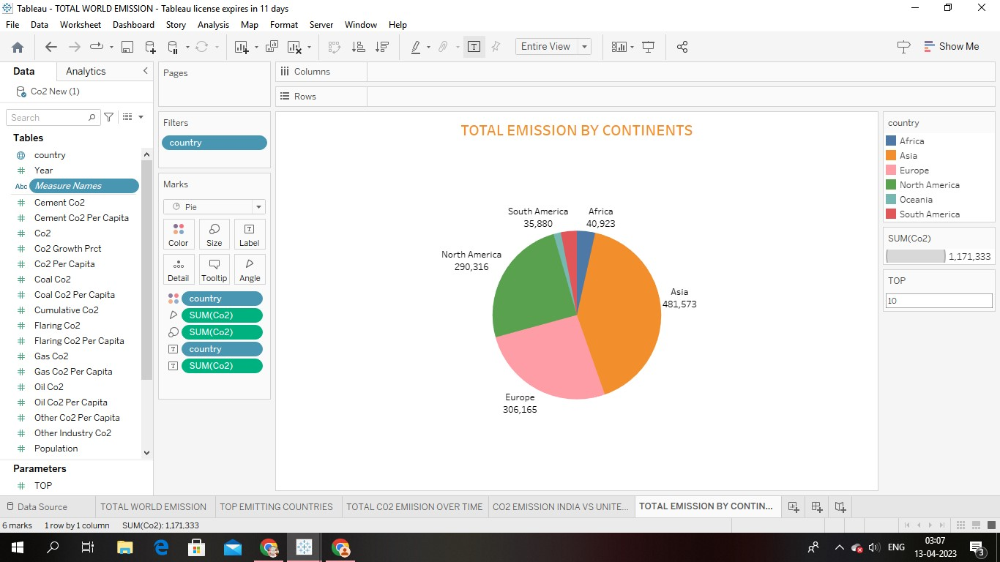 Tableau - TOTAL WORLD EMISSION - Tableau license expires in 11 days
File Data Worksheet Dashboard Story Analysis Map Format Server Window Help
Entire View
Show Me
Data Analytics
Co2 New (1)
Search
Tables
country
Year
Abc Measure Names
Cement Co2
Cement Co2 Per Capita
Co2
Co2 Growth Prct
Co2 Per Capita
Coal Co2
Coal Co2 Per Capita
Cumulative Co2
Flaring Co2
Flaring Co2 Per Capita
Gas Co2
Gas Co2 Per Capita
Oil Co2
Oil Co2 Per Capita
Other Co2 Per Capita
Other Industry Co2
Population
Parameters
TOP
Pages
Filters
country
Marks
Pie
Color Size Label
Detail Tooltip Angle
country
SUM(Co2)
SUM(Co2)
country
SUM(Co2)
Columns
Rows
TOTAL EMISSION BY CONTINENTS
South America
35,880
Africa
40,923
North America
290,316
Asia
481,573
Europe
306,165
country
Africa
Asia
Europe
North America
Oceania
South America
SUM(Co2)
1,171,333
TOP
10
Data Source TOTAL WORLD EMISSION TOP EMITTING COUNTRIES TOTAL CO2 EMIISION OVER TIME CO2 EMISSION INDIA VS UNITE... TOTAL EMISSION BY CONTIN...
6 marks 1 row by 1 column SUM(Co2): 1,171,333
ENG
03:07
13-04-2023
3